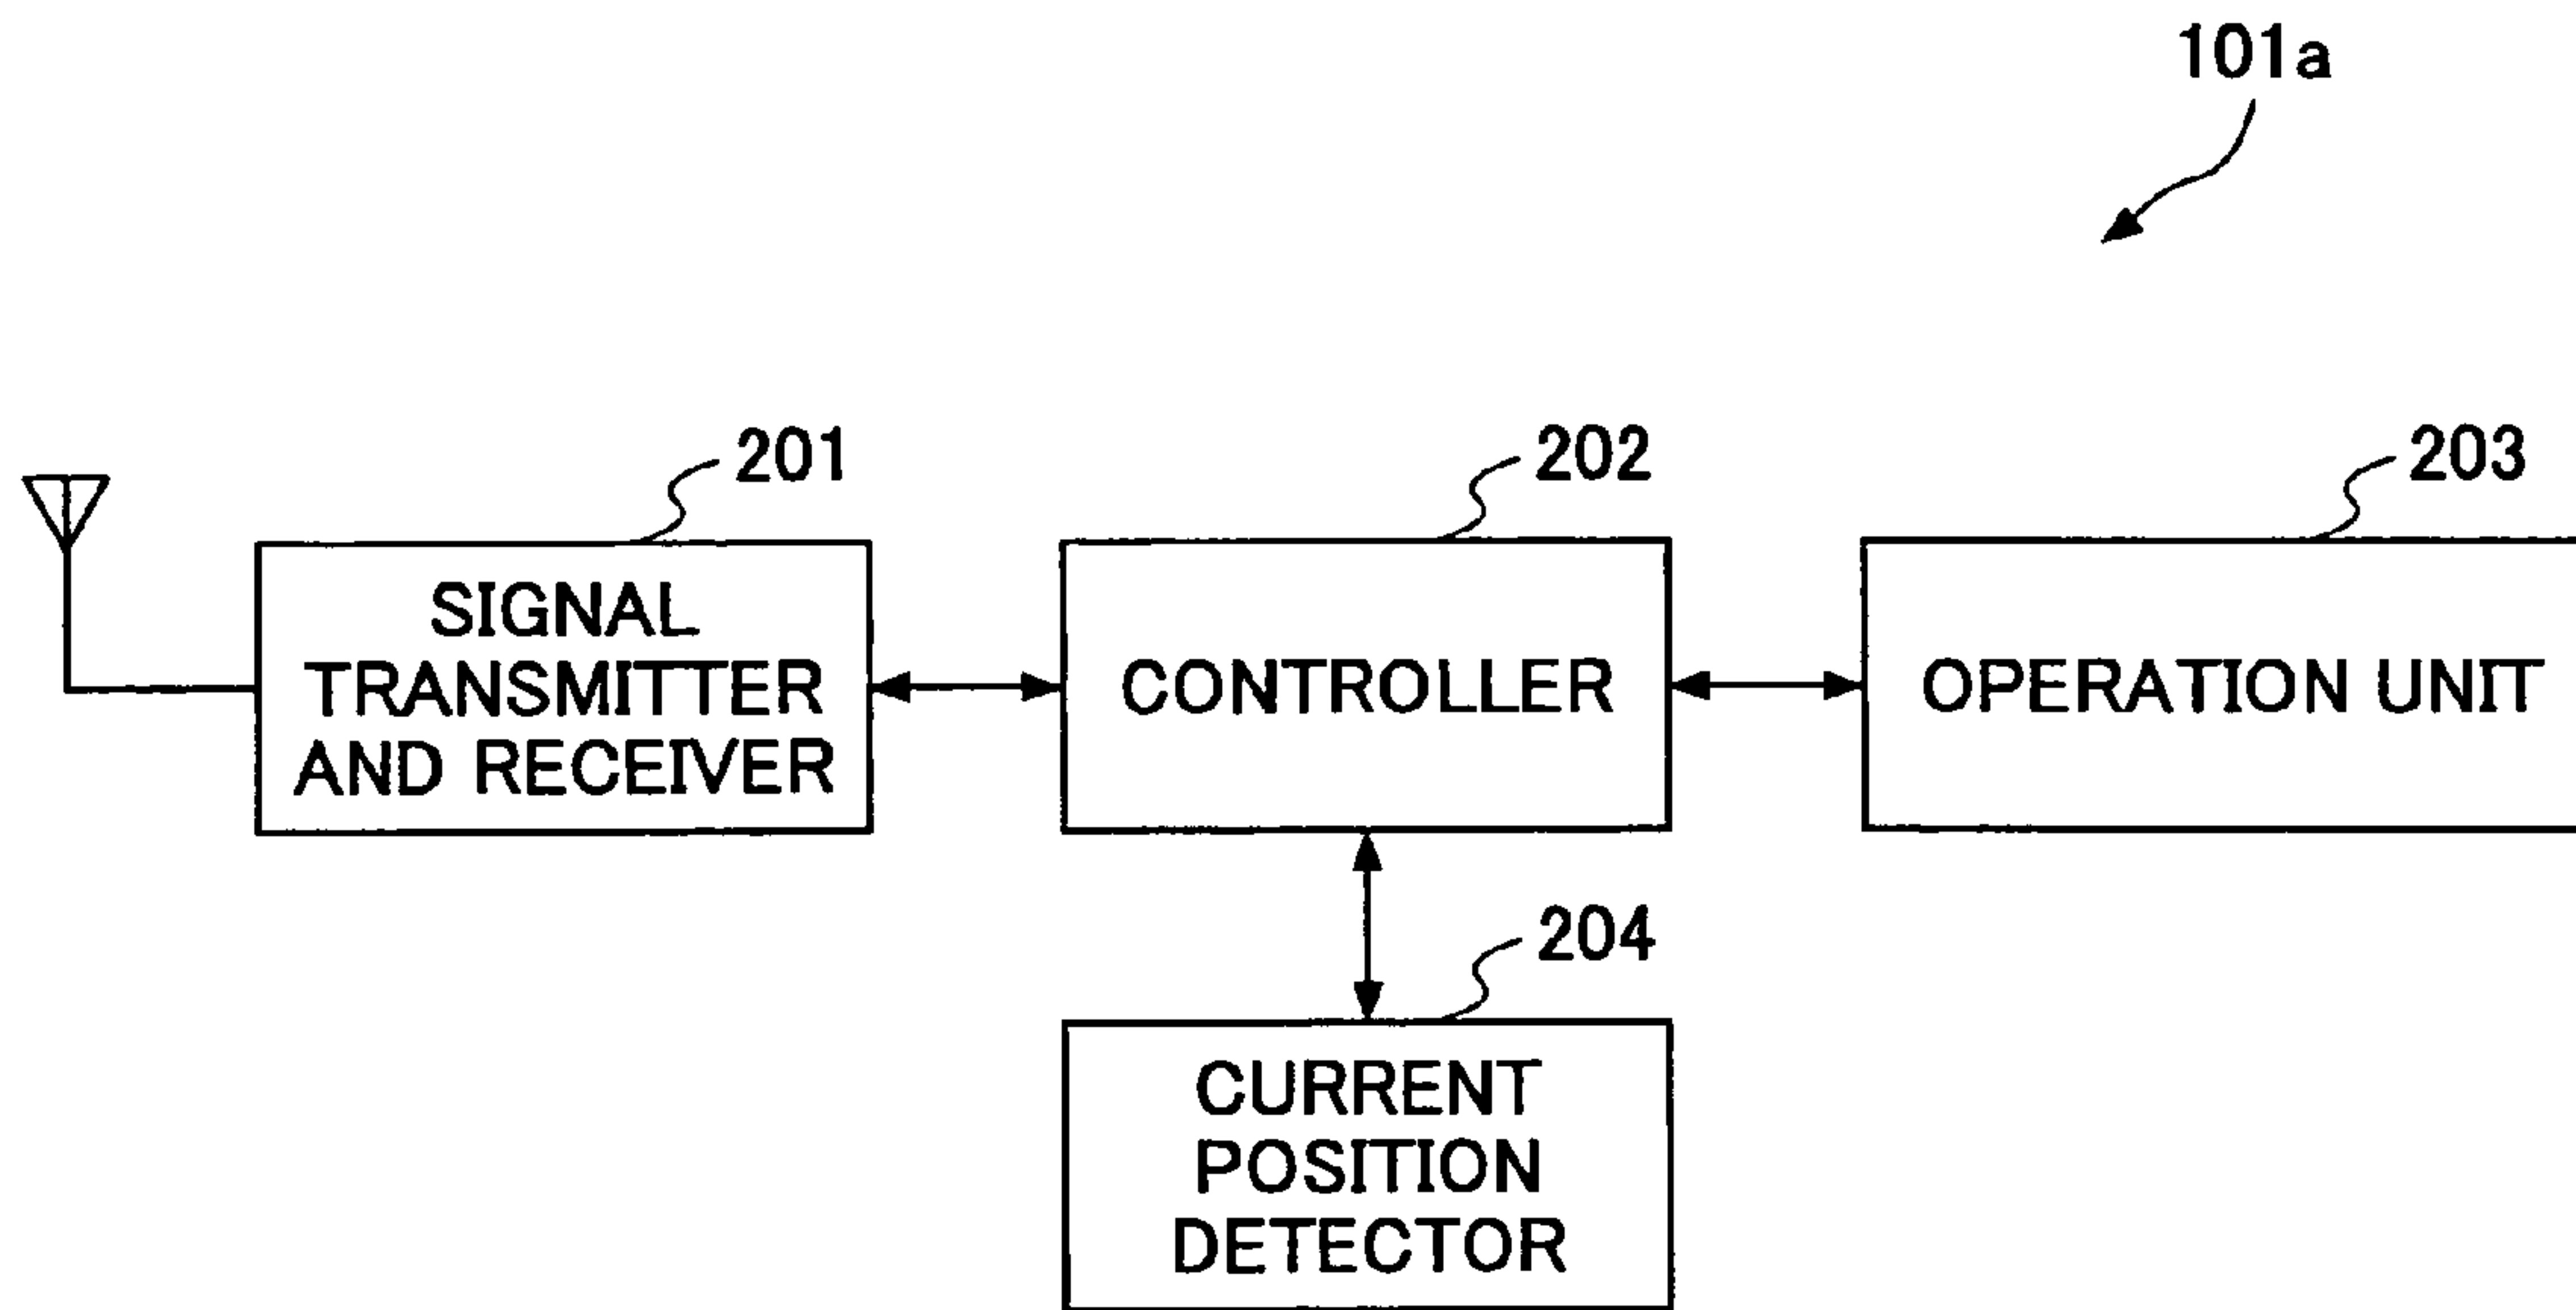 101a
201
202
203
SIGNAL
TRANSMITTER
AND RECEIVER
CONTROLLER
OPERATION UNIT
204
CURRENT
POSITION
DETECTOR